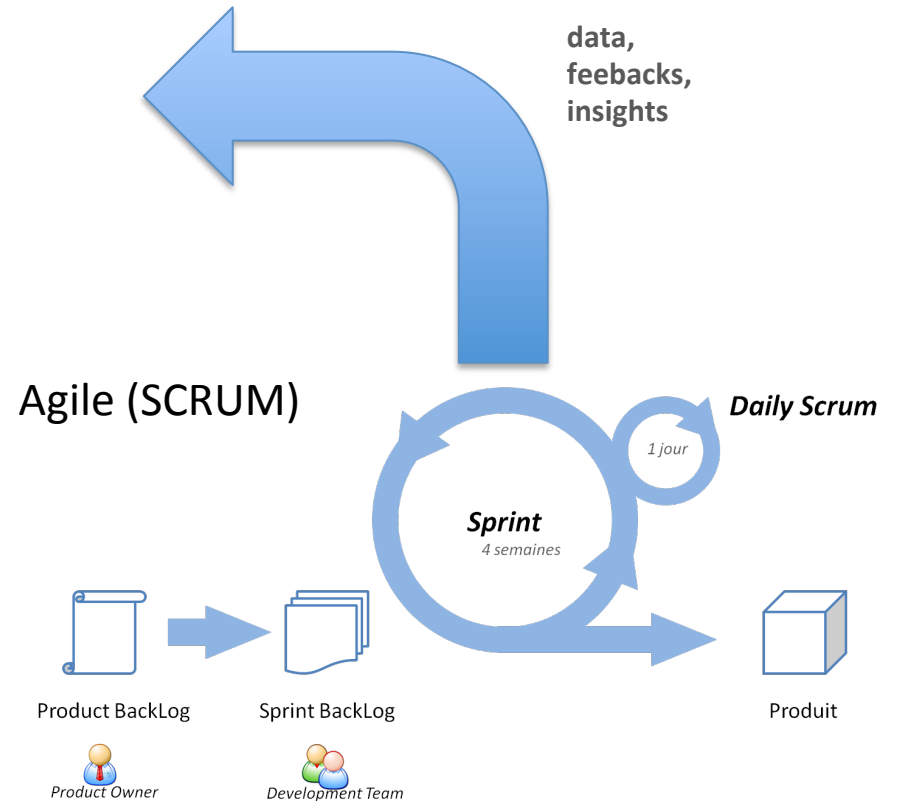 data,
feebacks,
insights
Agile (SCRUM)
Daily Scrum
1 jour
Sprint
4 semaines
Product BackLog
Sprint BackLog
Produit
Product Owner
Development Team